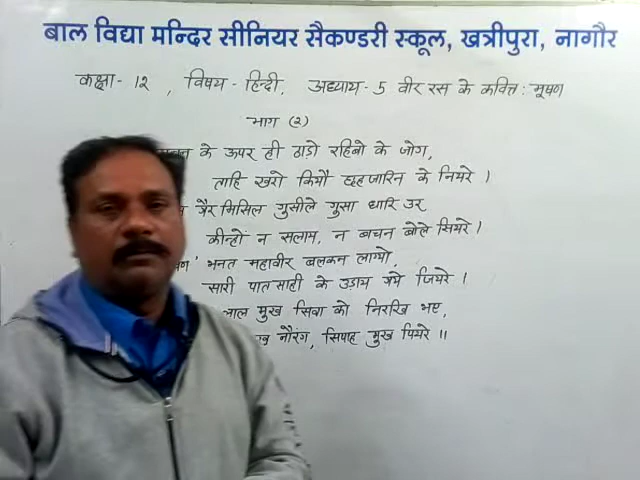 बाल विद्या मन्दिर सीनियर सैकण्डरी स्कूल, खत्रीपुरा, नागौर
कक्षा- 12 , विषय - हिन्दी, अध्याय - 5 वीर रस के कवित्त : भूषण
भाग (2)
के ऊपर ही ठाढ़ो रहिबो के जोग,
ताहि खरो कियौ छहजारिन के नियरे ।
गैर मिसिल गुसीले गुसा धारि उर
कीन्हों न सलाम, न बचन बोले सियरे ।
भनत महावीर बलकन लाग्यो,
सारी पातसाही के उड़ाय गये जियरे ।
लाल मुख सिवा को निरखि भए,
नौरंग, सिपाह मुख पियरे ॥